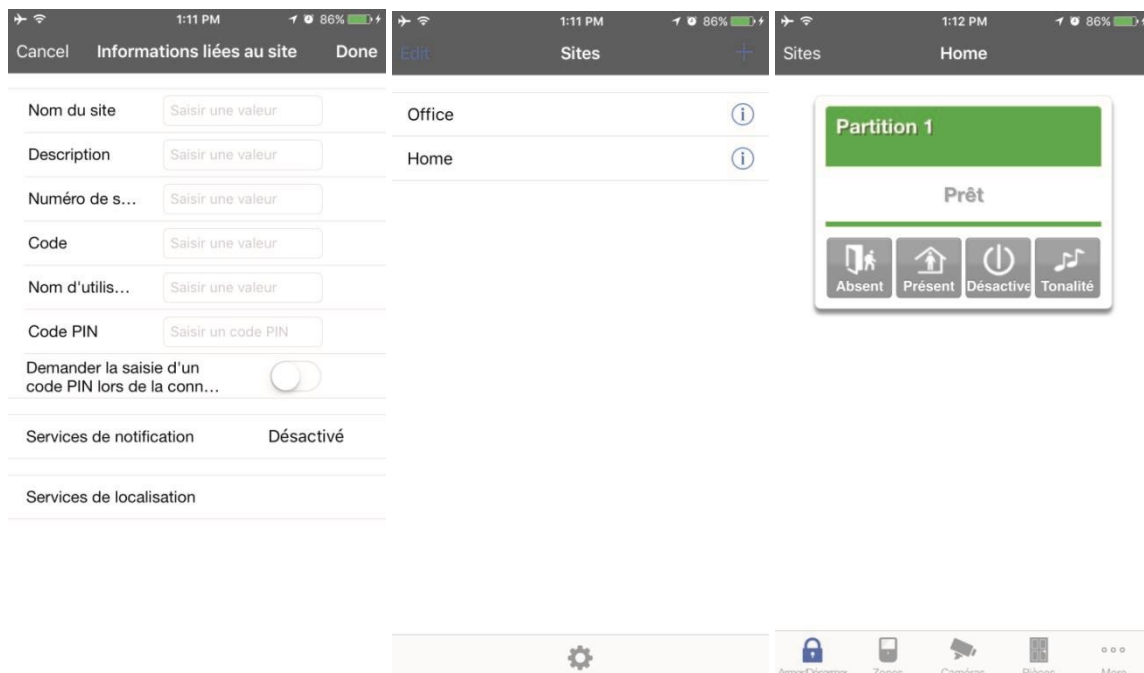 1:11 PM
86%
Cancel Informations liées au site Done
Nom du site Saisir une valeur
Description Saisir une valeur
Numéro de s... Saisir une valeur
Code Saisir une valeur
Nom d'utilis... Saisir une valeur
Code PIN Saisir un code PIN
Demander la saisie d'un
code PIN lors de la conn...
Services de notification Désactivé
Services de localisation
1:11 PM
86%
Edit Sites +
Office
Home
1:12 PM
86%
Sites Home
Partition 1
Prêt
Absent Présent Désactive Tonalité
Armer/Désarmer Zones Caméras Pièces More